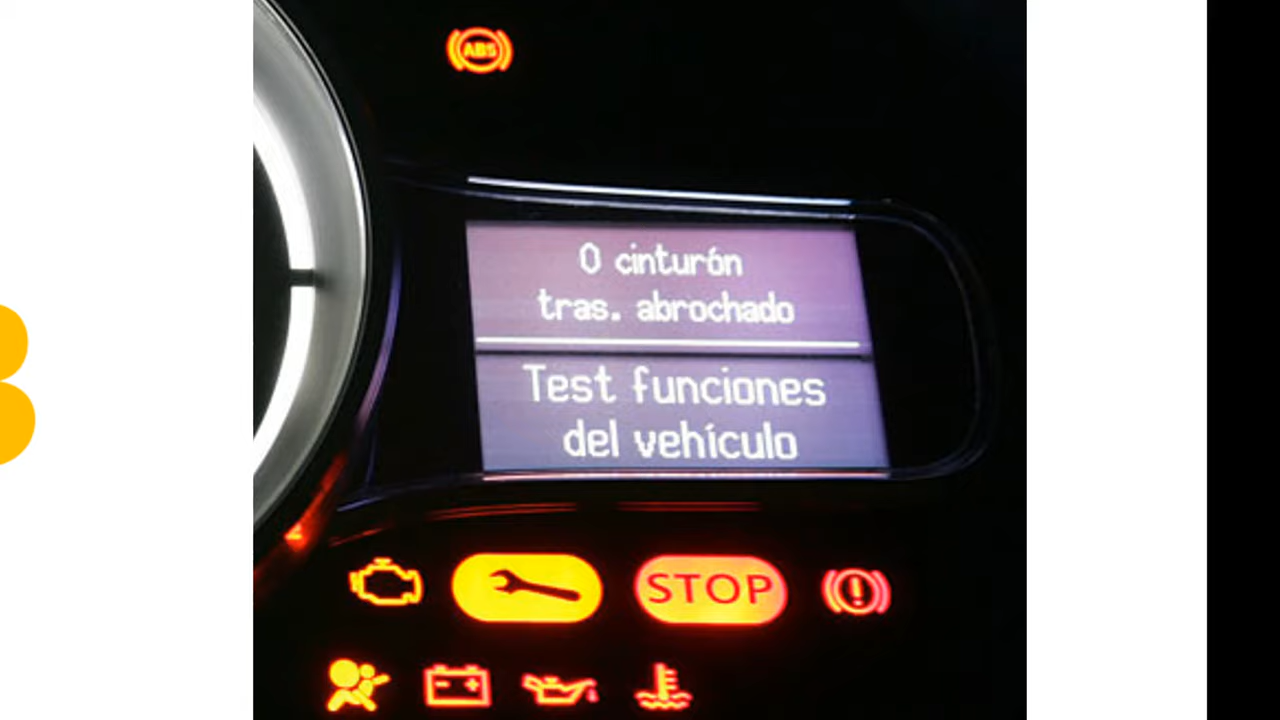 ABS
0 cinturón
tras. abrochado
Test funciones
del vehículo
STOP